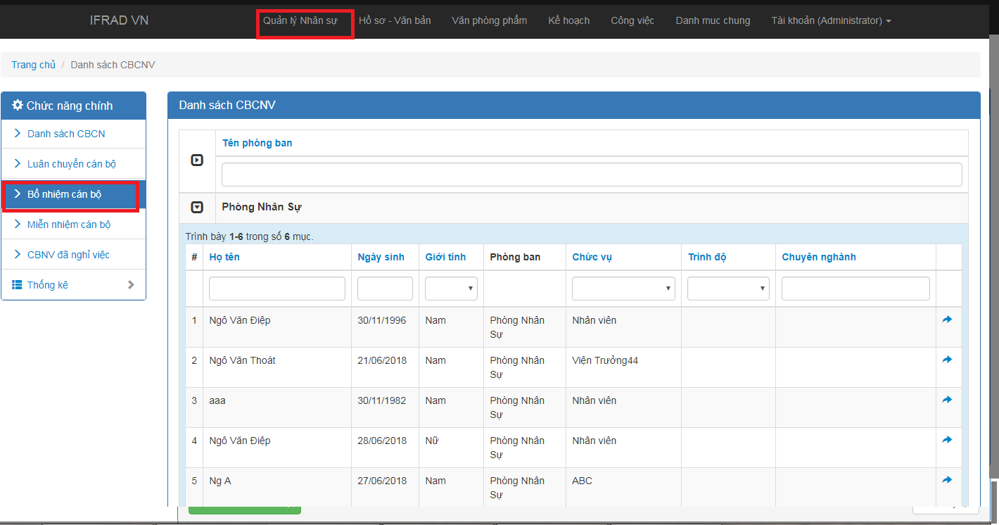 IFRAD VN Quản lý Nhân sự Hồ sơ - Văn bản Văn phòng phẩm Kế hoạch Công việc Danh muc chung Tài khoản (Administrator)
Trang chủ / Danh sách CBCNV
Chức năng chính
Danh sách CBCN
Luân chuyển cán bộ
Bổ nhiệm cán bộ
Miễn nhiệm cán bộ
CBNV đã nghỉ việc
Thống kê
Danh sách CBCNV
Tên phòng ban
Phòng Nhân Sự
Trình bày 1-6 trong số 6 mục.
# Họ tên Ngày sinh Giới tính Phòng ban Chức vụ Trình độ Chuyên nghành
1 Ngô Văn Điệp 30/11/1996 Nam Phòng Nhân Nhân viên
Sự
2 Ngô Văn Thoát 21/06/2018 Nam Phòng Nhân Viện Trưởng44
Sự
3 aaa 30/11/1982 Nam Phòng Nhân Nhân viên
Sự
4 Ngô Văn Điệp 28/06/2018 Nữ Phòng Nhân Nhân viên
Sự
5 Ng A 27/06/2018 Nam Phòng Nhân ABC
Sự